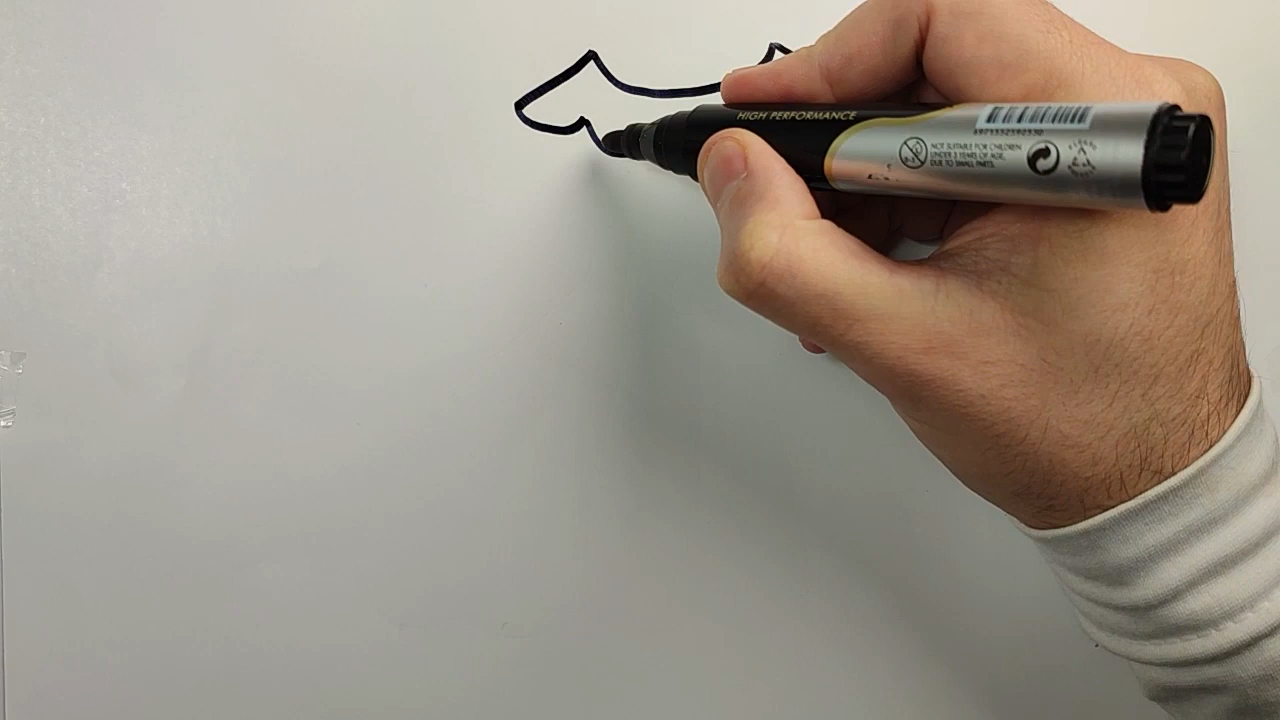 HIGH PERFORMANCE
NOT SUITABLE FOR CHILDREN
UNDER 3 YEARS OF AGE,
DUE TO SMALL PARTS.